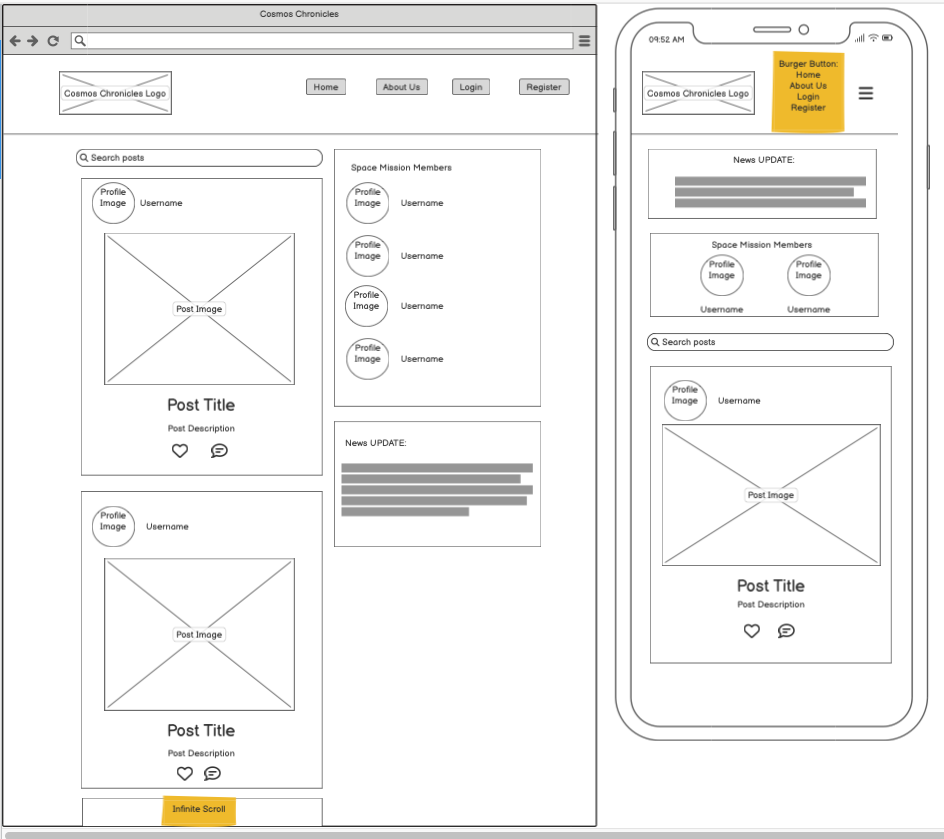 Cosmos Chronicles
Cosmos Chronicles Logo
Home
About Us
Login
Register
Search posts
Profile
Image
Username
Post Image
Post Title
Post Description
Profile
Image
Username
Post Image
Post Title
Post Description
Infinite Scroll
Space Mission Members
Profile
Image
Username
Profile
Image
Username
Profile
Image
Username
Profile
Image
Username
News UPDATE:
09:52 AM
Cosmos Chronicles Logo
Burger Button:
Home
About Us
Login
Register
News UPDATE:
Space Mission Members
Profile
Image
Username
Profile
Image
Username
Search posts
Profile
Image
Username
Post Image
Post Title
Post Description